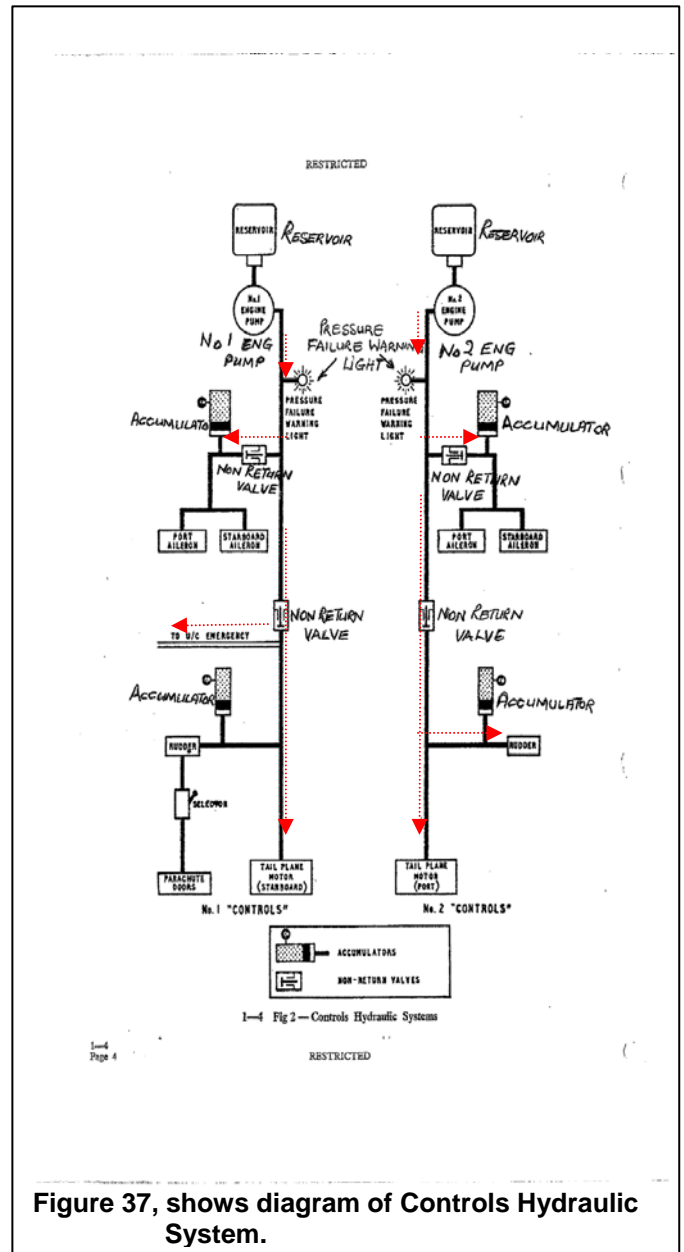 RESTRICTED
RESERVOIR
RESERVOIR
RESERVOIR
RESERVOIR
No.1
ENGINE
PUMP
No 1 ENG
PUMP
PRESSURE
FAILURE WARNING
LIGHT
No.2
ENGINE
PUMP
No 2 ENG
PUMP
PRESSURE
FAILURE
WARNING
LIGHT
PRESSURE
FAILURE
WARNING
LIGHT
ACCUMULATO
ACCUMULATOR
NON RETURN
VALVE
NON RETURN
VALVE
PORT
AILERON
STARBOARD
AILERON
PORT
AILERON
STARBOARD
AILERON
NON RETURN
VALVE
NON RETURN
VALVE
TO U/C EMERGENCY
ACCUMULATOR
ACCUMULATOR
RUDDER
RUDDER
SELECTOR
PARACHUTE
DOORS
TAIL PLANE
MOTOR
(STARBOARD)
TAIL PLANE
MOTOR
(PORT)
No. 1 "CONTROLS"
No. 2 "CONTROLS"
ACCUMULATORS
NON-RETURN VALVES
1—4 Fig 2 — Controls Hydraulic Systems
1—4
Page 4
RESTRICTED
Figure 37, shows diagram of Controls Hydraulic
System.